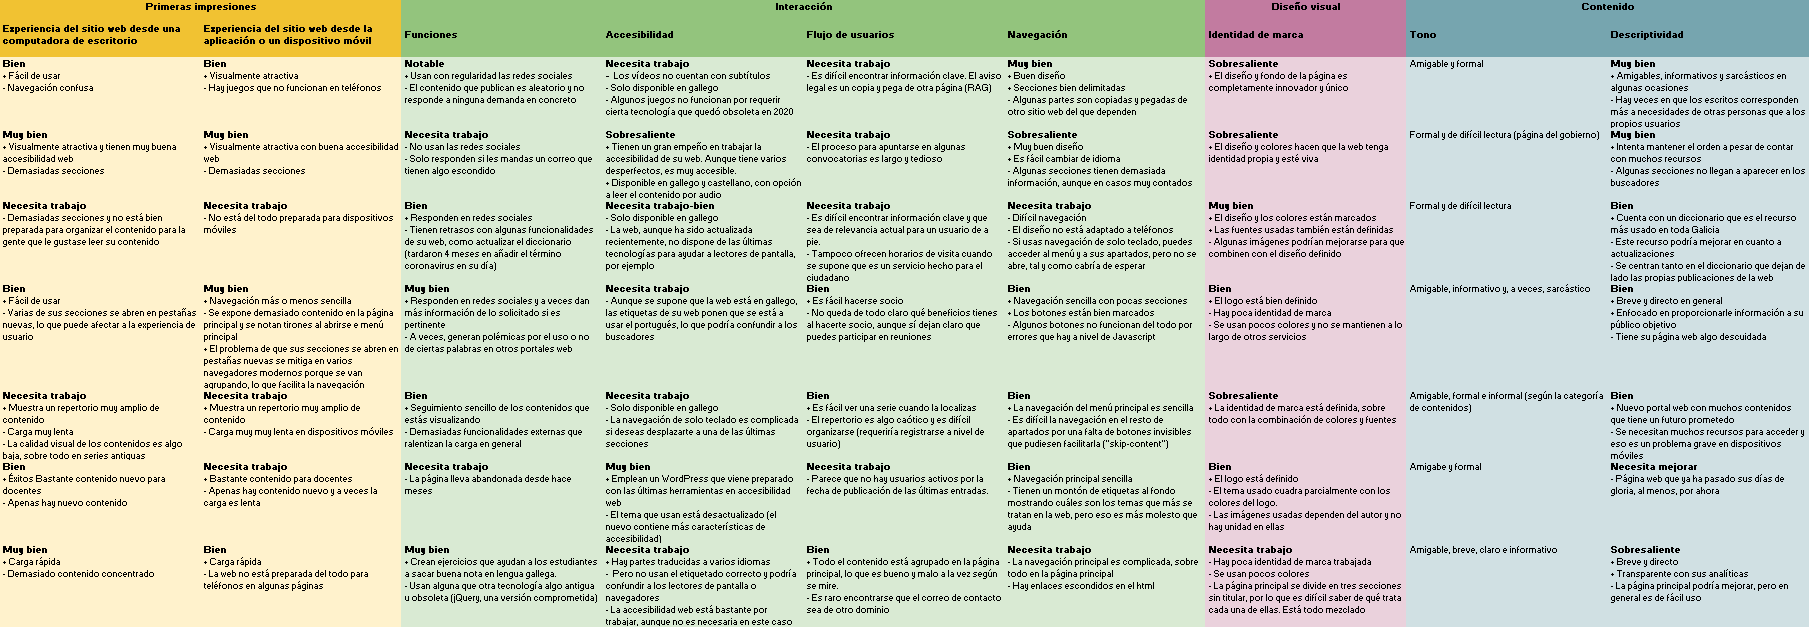 Primeras impresiones
Interacción
Diseño visual
Contenido
Experiencia del sitio web desde una
computadora de escritorio
Experiencia del sitio web desde la
aplicación o un dispositivo móvil
Funciones
Accesibilidad
Flujo de usuarios
Navegación
Identidad de marca
Tono
Descriptividad
Bien
+ Fácil de usar
- Navegación confusa
Bien
+ Visualmente atractiva
- Hay juegos que no funcionan en teléfonos
Notable
+ Usan con regularidad las redes sociales
- El contenido que publican es aleatorio y no
responde a ninguna demanda en concreto
Necesita trabajo
- Los vídeos no cuentan con subtítulos
- Solo disponible en gallego
- Algunos juegos no funcionan por requerir
cierta tecnología que quedó obsoleta en 2020
Necesita trabajo
- Es difícil encontrar información clave. El aviso
legal es un copia y pega de otra página (RAG)
Muy bien
+ Buen diseño
+ Secciones bien delimitadas
- Algunas partes son copiadas y pegadas de
otro sitio web del que dependen
Sobresaliente
+ El diseño y fondo de la página es
completamente innovador y único
Amigable y formal
Muy bien
+ Amigables, informativos y sarcásticos en
algunas ocasiones
- Hay veces en que los escritos corresponden
más a necesidades de otras personas que a los
propios usuarios
Muy bien
+ Visualmente atractiva y tienen muy buena
accesibilidad web
- Demasiadas secciones
Muy bien
+ Visualmente atractiva con buena accesibilidad
web
- Demasiadas secciones
Necesita trabajo
- No usan las redes sociales
- Solo responden si les mandas un correo que
tienen algo escondido
Sobresaliente
+ Tienen un gran empeño en trabajar la
accesibilidad de su web. Aunque tiene varios
desperfectos, es muy accesible.
+ Disponible en gallego y castellano, con opción
a leer el contenido por audio
Necesita trabajo
- El proceso para apuntarse en algunas
convocatorias es largo y tedioso
Sobresaliente
+ Muy buen diseño
+ Es fácil cambiar de idioma
- Algunas secciones tienen demasiada
información, aunque en casos muy contados
Sobresaliente
+ El diseño y colores hacen que la web tenga
identidad propia y esté viva
Formal y de difícil lectura (página del gobierno)
Muy bien
+ Intenta mantener el orden a pesar de contar
con muchos recursos
- Algunas secciones no llegan a aparecer en los
buscadores
Necesita trabajo
- Demasiadas secciones y no está bien
preparada para organizar el contenido para la
gente que le gustase leer su contenido
Necesita trabajo
- No está del todo preparada para dispositivos
móviles
Bien
+ Responden en redes sociales
- Tienen retrasos con algunas funcionalidades
de su web, como actualizar el diccionario
(tardaron 4 meses en añadir el término
coronavirus en su día)
Necesita trabajo-bien
- Solo disponible en gallego
- La web, aunque ha sido actualizada
recientemente, no dispone de las últimas
tecnologías para ayudar a lectores de pantalla,
por ejemplo
Necesita trabajo
- Es difícil encontrar información clave y que
sea de relevancia actual para un usuario de a
pie.
- Tampoco ofrecen horarios de visita cuando
se supone que es un servicio hecho para el
ciudadano
Necesita trabajo
- Difícil navegación
- El diseño no está adaptado a teléfonos
- Si usas navegación de solo teclado, puedes
acceder al menú y a sus apartados, pero no se
abre, tal y como cabría de esperar
Muy bien
+ El diseño y los colores están marcados
+ Las fuentes usadas también están definidas
- Algunas imágenes podrían mejorarse para que
combinen con el diseño definido
Formal y de difícil lectura
Bien
+ Cuenta con un diccionario que es el recurso
más usado en toda Galicia
- Este recurso podría mejorar en cuanto a
actualizaciones
- Se centran tanto en el diccionario que dejan de
lado las propias publicaciones de la web
Bien
+ Fácil de usar
- Varias de sus secciones se abren en pestañas
nuevas, lo que puede afectar a la experiencia de
usuario
Muy bien
+ Navegación más o menos sencilla
- Se expone demasiado contenido en la página
principal y se notan tirones al abrirse e menú
principal
+ El problema de que sus secciones se abren en
pestañas nuevas se mitiga en varios
navegadores modernos porque se van
agrupando, lo que facilita la navegación
Muy bien
+ Responden en redes sociales y a veces dan
más información de lo solicitado si es
pertinente
- A veces, generan polémicas por el uso o no
de ciertas palabras en otros portales web
Necesita trabajo
- Aunque se supone que la web está en gallego,
las etiquetas de su web ponen que se está a
usar el portugués, lo que podría confundir a los
buscadores
Bien
+ Es fácil hacerse socio
- No queda de todo claro qué beneficios tienes
al hacerte socio, aunque sí dejan claro que
puedes participar en reuniones
Bien
+ Navegación sencilla con pocas secciones
+ Los botones están bien marcados
- Algunos botones no funcionan del todo por
errores que hay a nivel de Javascript
Bien
+ El logo está bien definido
- Hay poca identidad de marca
- Se usan pocos colores y no se mantienen a lo
largo de otros servicios
Amigable, informativo y, a veces, sarcástico
Bien
+ Breve y directo en general
+ Enfocado en proporcionarle información a su
público objetivo
- Tiene su página web algo descuidada
Necesita trabajo
+ Muestra un repertorio muy amplio de
contenido
- Carga muy lenta
- La calidad visual de los contenidos es algo
baja, sobre todo en series antiguas
Necesita trabajo
+ Muestra un repertorio muy amplio de
contenido
- Carga muy muy lenta en dispositivos móviles
Bien
+ Seguimiento sencillo de los contenidos que
estás visualizando
- Demasiadas funcionalidades externas que
ralentizan la carga en general
Necesita trabajo
- Solo disponible en gallego
- La navegación de solo teclado es complicada
si deseas desplazarte a una de las últimas
secciones
Bien
+ Es fácil ver una serie cuando la localizas
- El repertorio es algo caótico y es difícil
organizarse (requeriría registrarse a nivel de
usuario)
Bien
+ La navegación del menú principal es sencilla
- Es difícil la navegación en el resto de
apartados por una falta de botones invisibles
que pudiesen facilitarla ("skip-content")
Sobresaliente
+ La identidad de marca está definida, sobre
todo con la combinación de colores y fuentes
Amigable, formal e informal (según la categoría
de contenidos)
Bien
+ Nuevo portal web con muchos contenidos
que tiene un futuro prometedo
- Se necesitan muchos recursos para acceder y
eso es un problema grave en dispositivos
móviles
Bien
+ Éxitos Bastante contenido nuevo para
docentes
- Apenas hay nuevo contenido
Necesita trabajo
+ Bastante contenido para docentes
- Apenas hay contenido nuevo y a veces la
carga es lenta
Necesita trabajo
- La página lleva abandonada desde hace
meses
Muy bien
+ Emplean un WordPress que viene preparado
con las últimas herramientas en accesibilidad
web
- El tema que usan está desactualizado (el
nuevo contiene más características de
accesibilidad)
Necesita trabajo
- Parece que no hay usuarios activos por la
fecha de publicación de las últimas entradas.
Bien
+ Navegación principal sencilla
- Tienen un montón de etiquetas al fondo
mostrando cuáles son los temas que más se
tratan en la web, pero eso es más molesto que
ayuda
Bien
+ El logo está definido
- El tema usado cuadra parcialmente con los
colores del logo.
- Las imágenes usadas dependen del autor y no
hay unidad en ellas
Amigabe y formal
Necesita mejorar
- Página web que ya ha pasado sus días de
gloria, al menos, por ahora
Muy bien
+ Carga rápida
- Demasiado contenido concentrado
Bien
+ Carga rápida
- La web no está preparada del todo para
teléfonos en algunas páginas
Muy bien
+ Crean ejercicios que ayudan a los estudiantes
a sacar buena nota en lengua gallega.
- Usan alguna que otra tecnología algo antigua
u obsoleta (jQuery, una versión comprometida)
Necesita trabajo
+ Hay partes traducidas a varios idiomas
- Pero no usan el etiquetado correcto y podría
confundir a los lectores de pantalla o
navegadores
- La accesibilidad web está bastante por
trabajar, aunque no es necesaria en este caso
Bien
+ Todo el contenido está agrupado en la página
principal, lo que es bueno y malo a la vez según
se mire.
- Es raro encontrarse que el correo de contacto
sea de otro dominio
Necesita trabajo
- La navegación principal es complicada, sobre
todo en la página principal
- Hay enlaces escondidos en el html
Necesita trabajo
+ Hay poca identidad de marca trabajada
- Se usan pocos colores
- La página principal se divide en tres secciones
sin titular, por lo que es difícil saber de qué trata
cada una de ellas. Está todo mezclado
Amigable, breve, claro e informativo
Sobresaliente
+ Breve y directo
+ Transparente con sus analíticas
- La página principal podría mejorar, pero en
general es de fácil uso